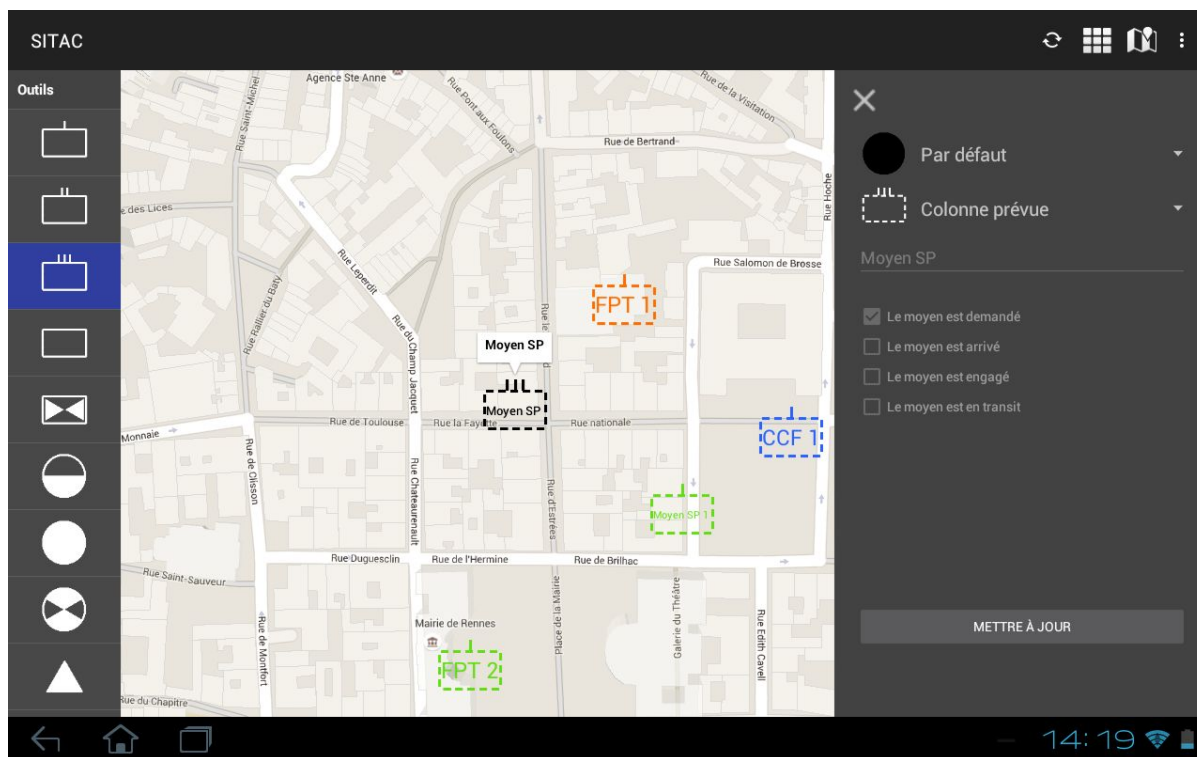 SITAC
Outils
Agence Ste Anne
Rue Saint-Michel
Rue Pont aux Foulons
Rue de la Visitation
Rue de Bertrand
Rue Hoche
e des Lices
Rue Leperdit
Rue Salomon de Brosse
Rue Rallier du Baty
FPT 1
Rue le
d
Rue du Champ Jacquet
Moyen SP
Moyen SP
Rue de Toulouse
Rue la Fayette
Rue nationale
CCF 1
Monnaie
Rue de Clisson
Rue Chateaurenault
Rue d'Estrées
Moyen SP 1
Rue Duguesclin
Rue de l'Hermine
Rue de Brilhac
Rue Saint-Sauveur
Rue de Montfort
Mairie de Rennes
Place de la Mairie
Galerie du Théâtre
Rue Edith Cavell
FPT 2
Rue du Chapitre
Par défaut
Colonne prévue
Moyen SP
Le moyen est demandé
Le moyen est arrivé
Le moyen est engagé
Le moyen est en transit
METTRE À JOUR
14:19